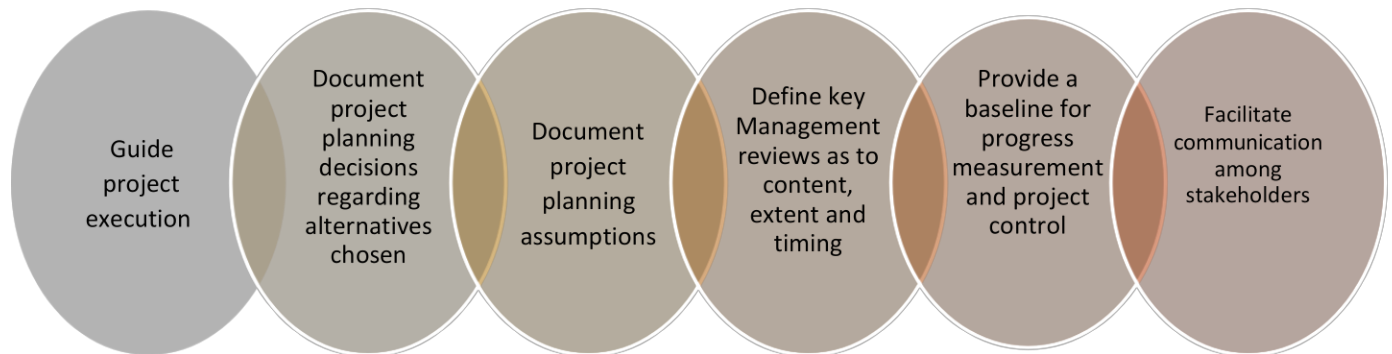 Guide
project
execution
Document
project
planning
decisions
regarding
alternatives
chosen
Document
project
planning
assumptions
Define key
Management
reviews as to
content,
extent and
timing
Provide a
baseline for
progress
measurement
and project
control
Facilitate
communication
among
stakeholders